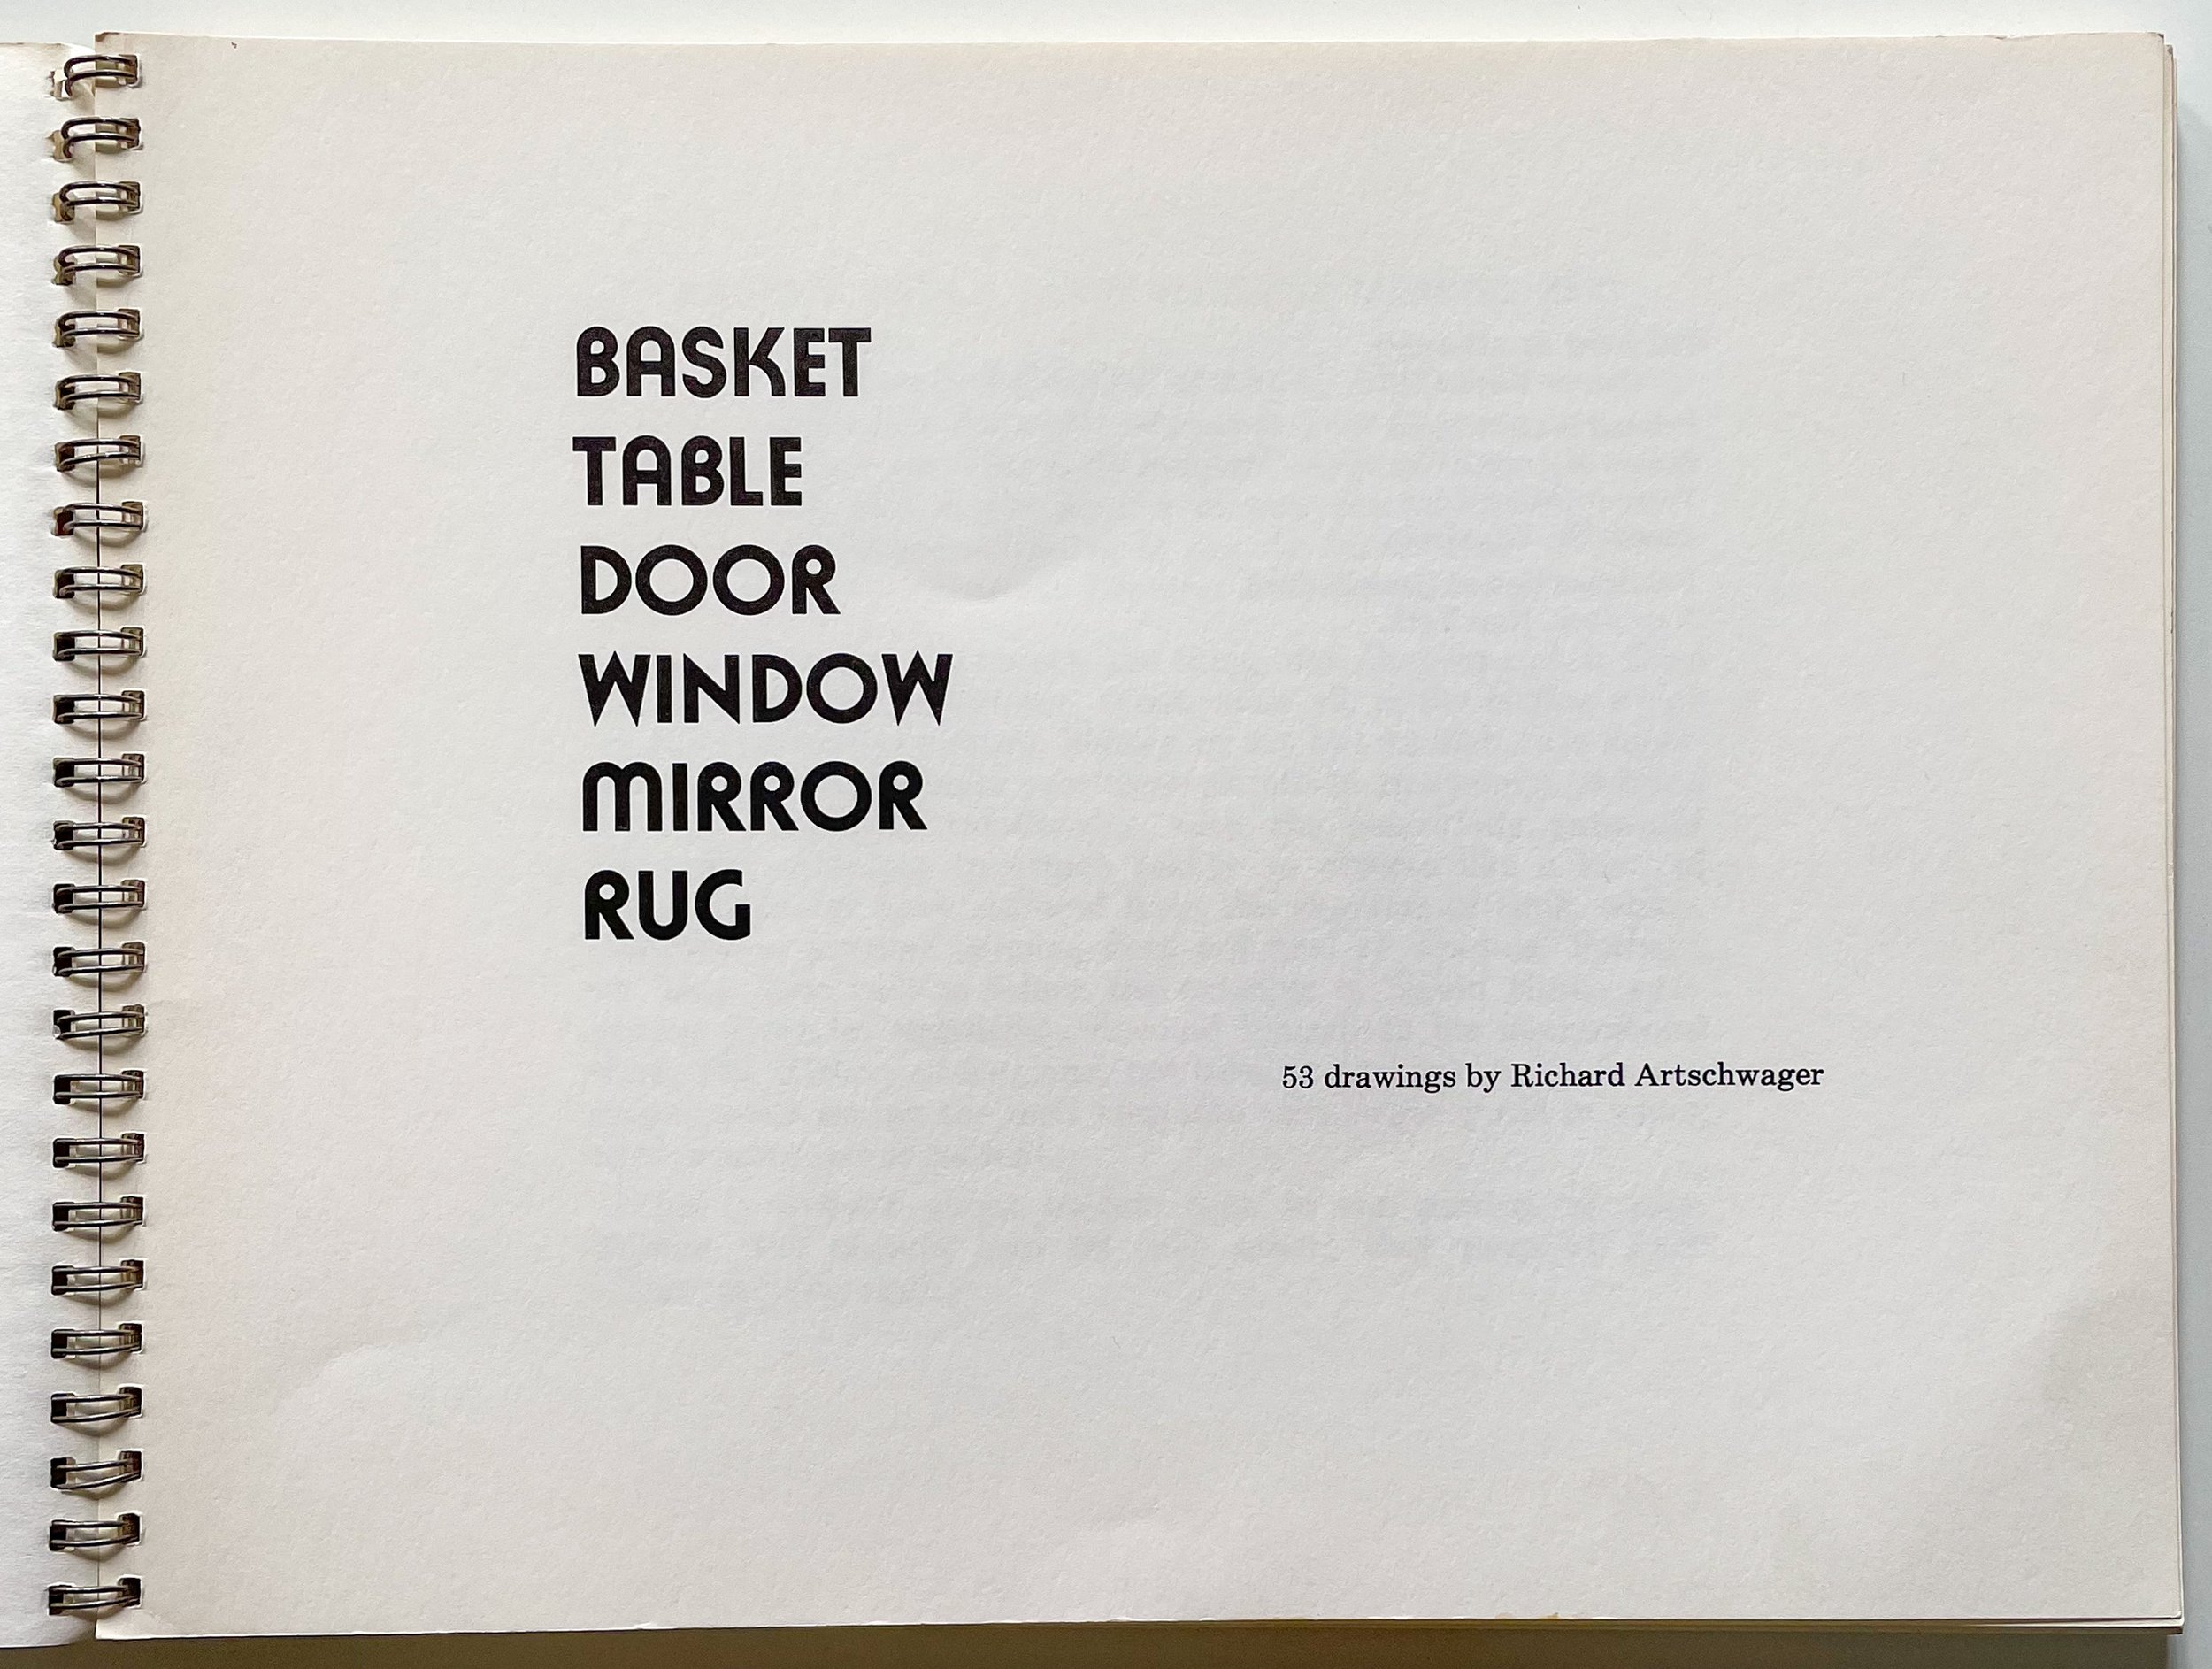 BASKET
TABLE
DOOR
WINDOW
MIRROR
RUG
53 drawings by Richard Artschwager